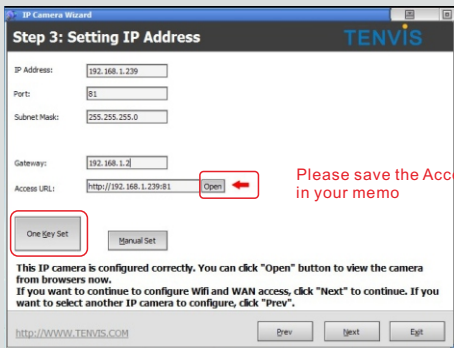 IP Camera Wizard
Step 3: Setting IP Address
TENVIS
IP Address: 192.168.1.239
Port: 81
Subnet Mask: 255.255.255.0
Gateway: 192.168.1.2
Access URL: http://192.168.1.239:81 Open
Please save the Acce
in your memo
One Key Set
Manual Set
This IP camera is configured correctly. You can click "Open" button to view the camera
from browsers now.
If you want to continue to configure Wifi and WAN access, click "Next" to continue. If you
want to select another IP camera to configure, click "Prev".
http://WWW.TENVIS.COM
Prev Next Exit